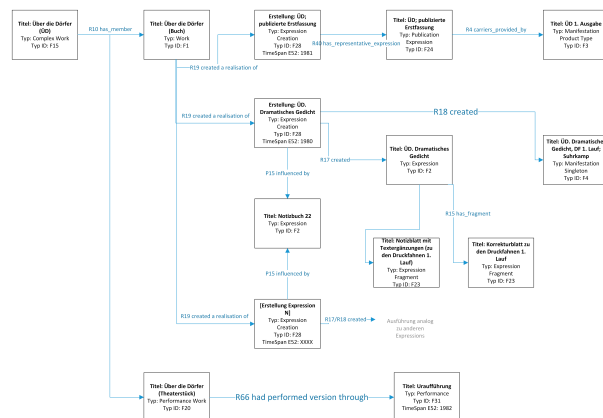 Titel: Über die Dörfer
(ÜD)
Typ: Complex Work
Typ ID: F15
R10 has_member
Titel: Über die Dörfer
(Buch)
Typ: Work
Typ ID: F1
Erstellung: ÜD;
publizierte Erstfassung
Typ: Expression
Creation
Typ ID: F28
TimeSpan E52: 1981
R40 has_representative_expression
Titel: ÜD; publizierte
Erstfassung
Typ: Publication
Expression
Typ ID: F24
R4 carriers_provided_by
Titel: ÜD 1. Ausgabe
Typ: Manifestation
Product Type
Typ ID: F3
R19 created a realisation of
Erstellung: ÜD.
Dramatisches Gedicht
Typ: Expression
Creation
Typ ID: F28
TimeSpan E52: 1980
R19 created a realisation of
R18 created
R17 created
Titel: ÜD. Dramatisches
Gedicht
Typ: Expression
Typ ID: F2
Titel: ÜD. Dramatisches
Gedicht, DF 1. Lauf;
Suhrkamp
Typ: Manifestation
Singleton
Typ ID: F4
P15 influenced by
Titel: Notizbuch 22
Typ: Expression
Typ ID: F2
R15 has_fragment
Titel: Notizblatt mit
Textergänzungen (zu
den Druckfahnen 1.
Lauf)
Typ: Expression
Fragment
Typ ID: F23
Titel: Korrekturblatt zu
den Druckfahnen 1.
Lauf
Typ: Expression
Fragment
Typ ID: F23
P15 influenced by
R19 created a realisation of
[Erstellung Expression
N]
Typ: Expression
Creation
Typ ID: F28
TimeSpan E52: XXXX
R17/R18 created
Ausführung analog
zu anderen
Expressions
Titel: Über die Dörfer
(Theaterstück)
Typ: Performance Work
Typ ID: F20
R66 had performed version through
Titel: Uraufführung
Typ: Performance
Typ ID: F31
TimeSpan E52: 1982